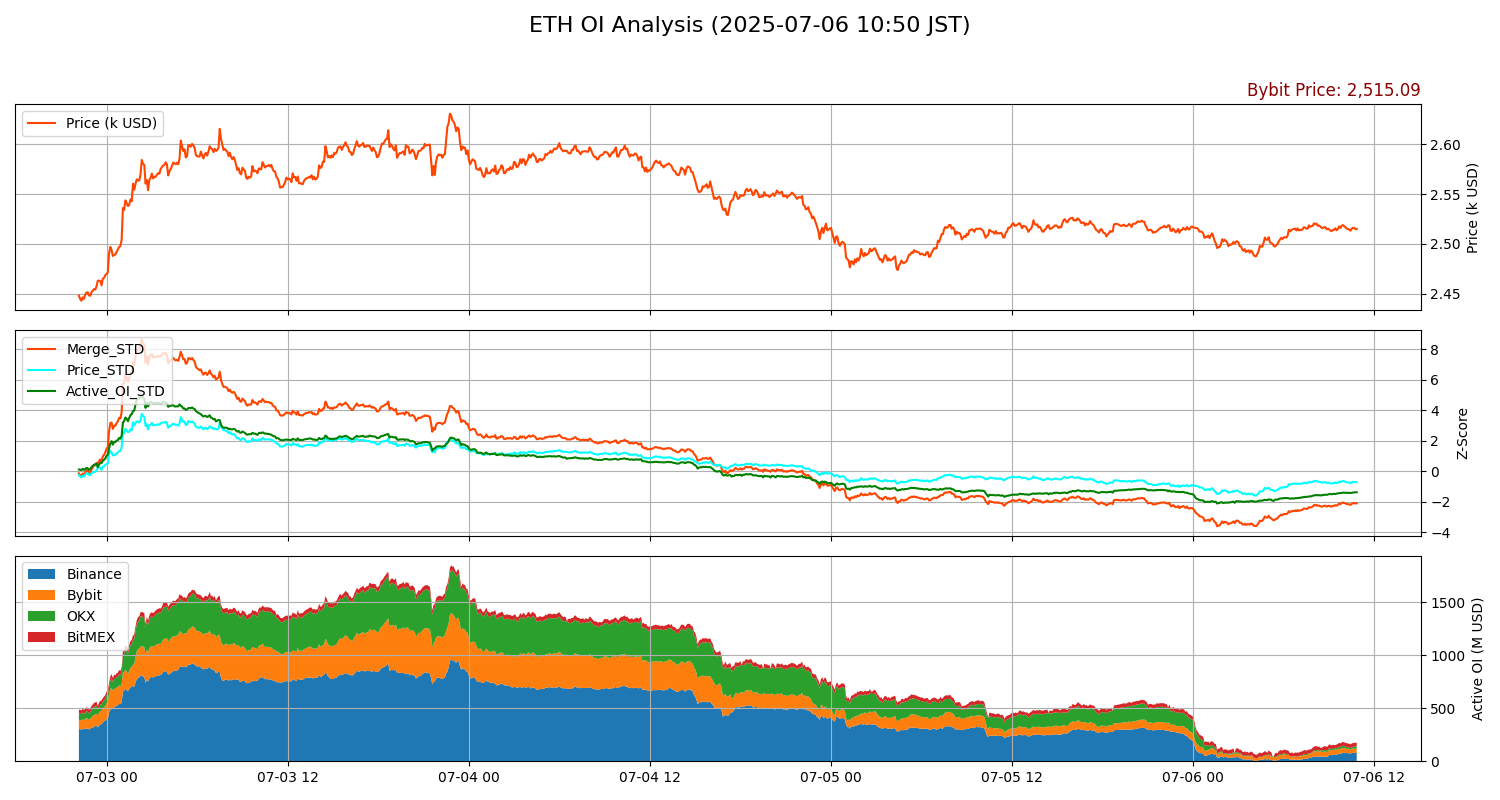 ETH OI Analysis (2025-07-06 10:50 JST)
Bybit Price: 2,515.09
Price (k USD)
2.60
2.55
2.50
2.45
Price (k USD)
Merge_STD
Price_STD
Active_OI_STD
8
6
4
2
0
−2
−4
Z-Score
Binance
Bybit
OKX
BitMEX
1500
1000
500
0
Active OI (M USD)
07-03 00
07-03 12
07-04 00
07-04 12
07-05 00
07-05 12
07-06 00
07-06 12